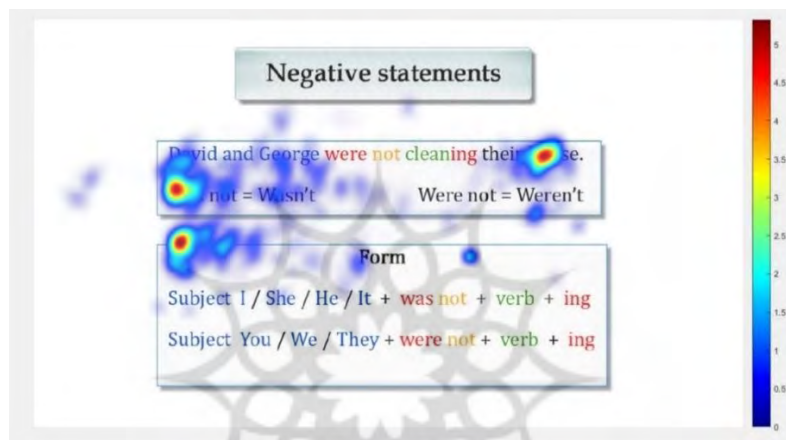 Negative statements
David and George were not cleaning their se.
not = Wasn't Were not = Weren't
Form
Subject I / She / He / It + was not + verb + ing
Subject You / We / They + were not + verb + ing
5
4.5
4
3.5
3
2.5
2
1.5
1
0.5
0